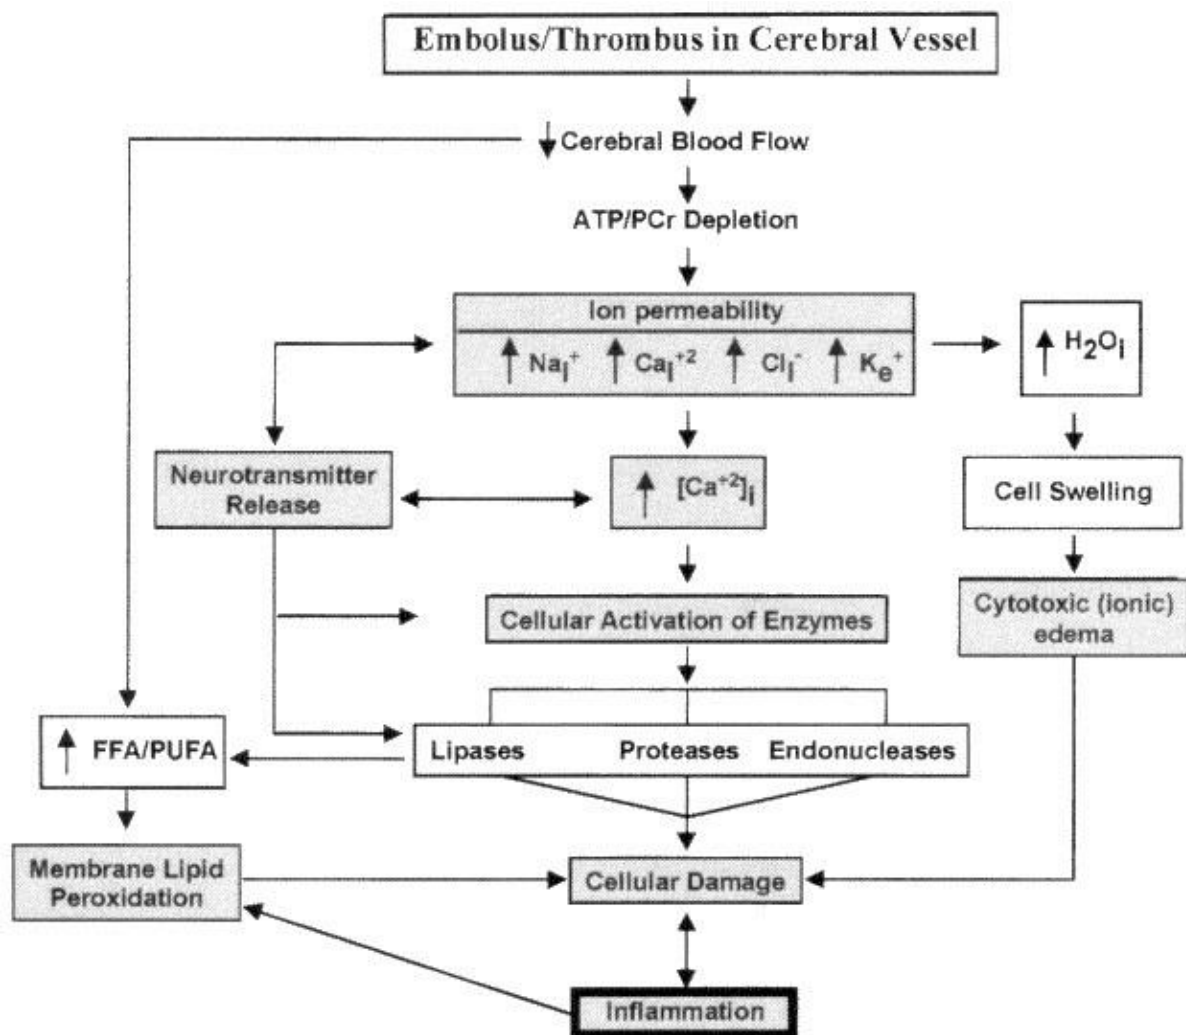 Embolus/Thrombus in Cerebral Vessel
↓ Cerebral Blood Flow
ATP/PCr Depletion
Ion permeability
↑ Naᵢ⁺ ↑ Caᵢ⁺² ↑ Clᵢ⁻ ↑ Kₑ⁺
↑ H₂Oᵢ
Neurotransmitter
Release
↑ [Ca⁺²]ᵢ
Cell Swelling
Cellular Activation of Enzymes
Cytotoxic (ionic)
edema
↑ FFA/PUFA
Lipases Proteases Endonucleases
Membrane Lipid
Peroxidation
Cellular Damage
Inflammation